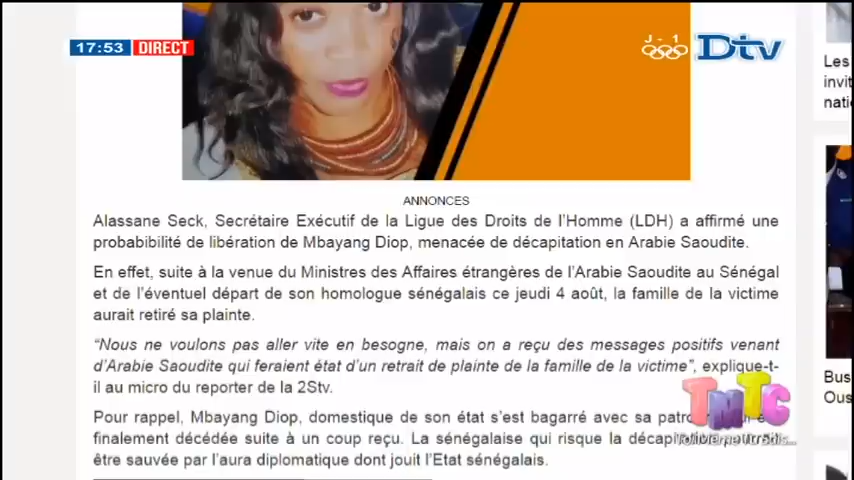 17:53 DIRECT
J-1
Dtv
Les
invit
nati
ANNONCES
Alassane Seck, Secrétaire Exécutif de la Ligue des Droits de l'Homme (LDH) a affirmé une
probabibilité de libération de Mbayang Diop, menacée de décapitation en Arabie Saoudite.
En effet, suite à la venue du Ministres des Affaires étrangères de l'Arabie Saoudite au Sénégal
et de l'éventuel départ de son homologue sénégalais ce jeudi 4 août, la famille de la victime
aurait retiré sa plainte.
“Nous ne voulons pas aller vite en besogne, mais on a reçu des messages positifs venant
d'Arabie Saoudite qui feraient état d'un retrait de plainte de la famille de la victime”, explique-t-
il au micro du reporter de la 2Stv.
Bus
Ous
TMTC
Pour rappel, Mbayang Diop, domestique de son état s'est bagarré avec sa
finalement décédée suite à un coup reçu. La sénégalaise qui risque la
être sauvée par l'aura diplomatique dont jouit l'Etat sénégalais.